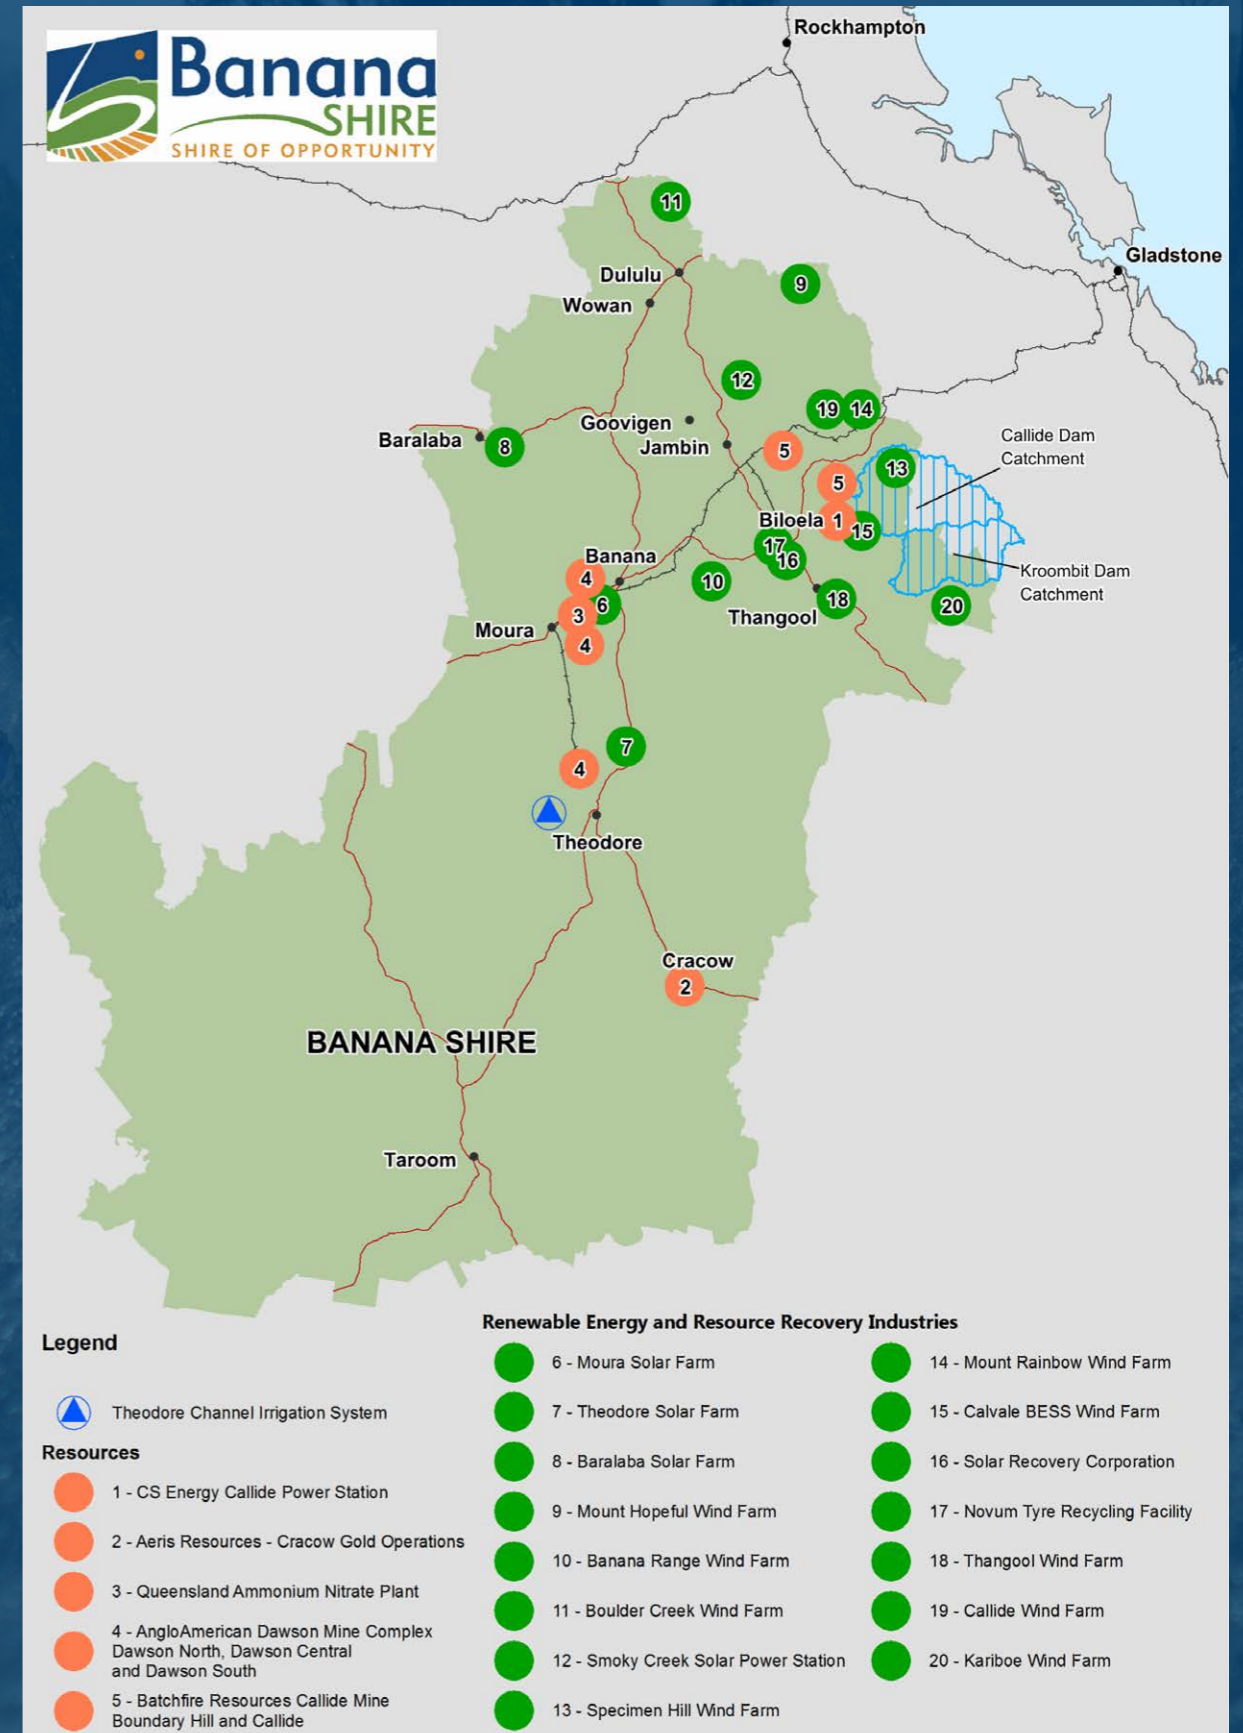 Banana
SHIRE
SHIRE OF OPPORTUNITY
Rockhampton
11
Gladstone
Dululu
9
Wowan
12
19 14
Goovigen
Baralaba
8
Jambin
5
Callide Dam
Catchment
13
5
Biloela 1
15
17
16
Banana
4
10
Kroombit Dam
Catchment
6
3
18
20
Thangool
Moura
4
7
4
Theodore
Cracow
2
BANANA SHIRE
Taroom
Legend
Theodore Channel Irrigation System
Resources
1 - CS Energy Callide Power Station
2 - Aeris Resources - Cracow Gold Operations
3 - Queensland Ammonium Nitrate Plant
4 - AngloAmerican Dawson Mine Complex
Dawson North, Dawson Central
and Dawson South
5 - Batchfire Resources Callide Mine
Boundary Hill and Callide
Renewable Energy and Resource Recovery Industries
6 - Moura Solar Farm
7 - Theodore Solar Farm
8 - Baralaba Solar Farm
9 - Mount Hopeful Wind Farm
10 - Banana Range Wind Farm
11 - Boulder Creek Wind Farm
12 - Smoky Creek Solar Power Station
13 - Specimen Hill Wind Farm
14 - Mount Rainbow Wind Farm
15 - Calvale BESS Wind Farm
16 - Solar Recovery Corporation
17 - Novum Tyre Recycling Facility
18 - Thangool Wind Farm
19 - Callide Wind Farm
20 - Kariboe Wind Farm